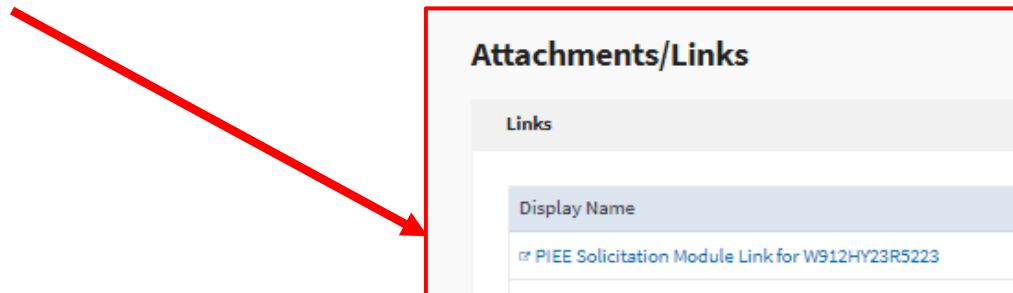 Attachments/Links
Links
Display Name
PIEE Solicitation Module Link for W912HY23R5223